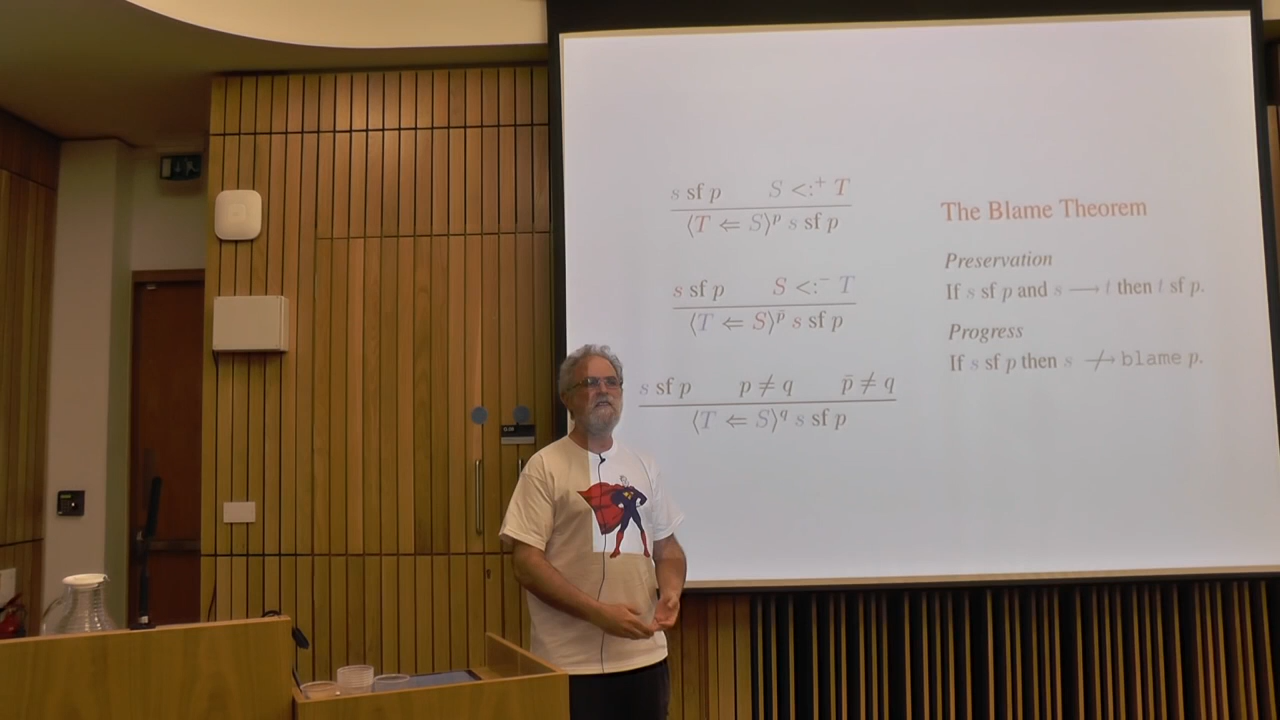 s sf p S <:⁺ T
⟨T ⇐ S⟩ᵖ s sf p
s sf p S <:⁻ T
⟨T ⇐ S⟩ᵖ̄ s sf p
s sf p p ≠ q p̄ ≠ q
⟨T ⇐ S⟩^q s sf p
The Blame Theorem
Preservation
If s sf p and s ⟶ t then t sf p.
Progress
If s sf p then s ↛ blame p.